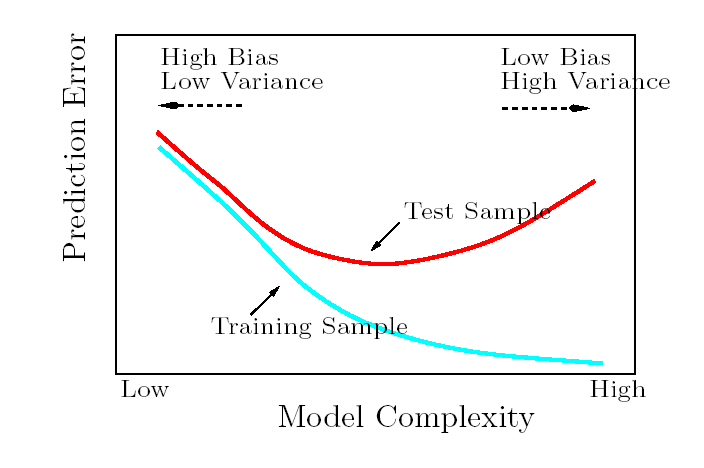 High Bias
Low Variance
Low Bias
High Variance
Prediction Error
Test Sample
Training Sample
Low
High
Model Complexity